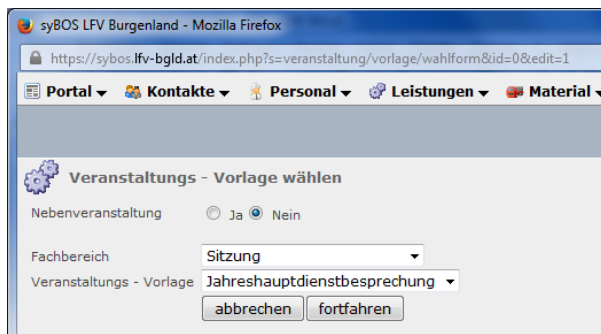 syBOS LFV Burgenland - Mozilla Firefox
https://sybos.lfv-bgld.at/index.php?s=veranstaltung/vorlage/wahlform&id=0&edit=1
Portal Kontakte Personal Leistungen Material
Veranstaltungs - Vorlage wählen
Nebenveranstaltung Ja Nein
Fachbereich Sitzung
Veranstaltungs - Vorlage Jahreshauptdienstbesprechung
abbrechen fortfahren